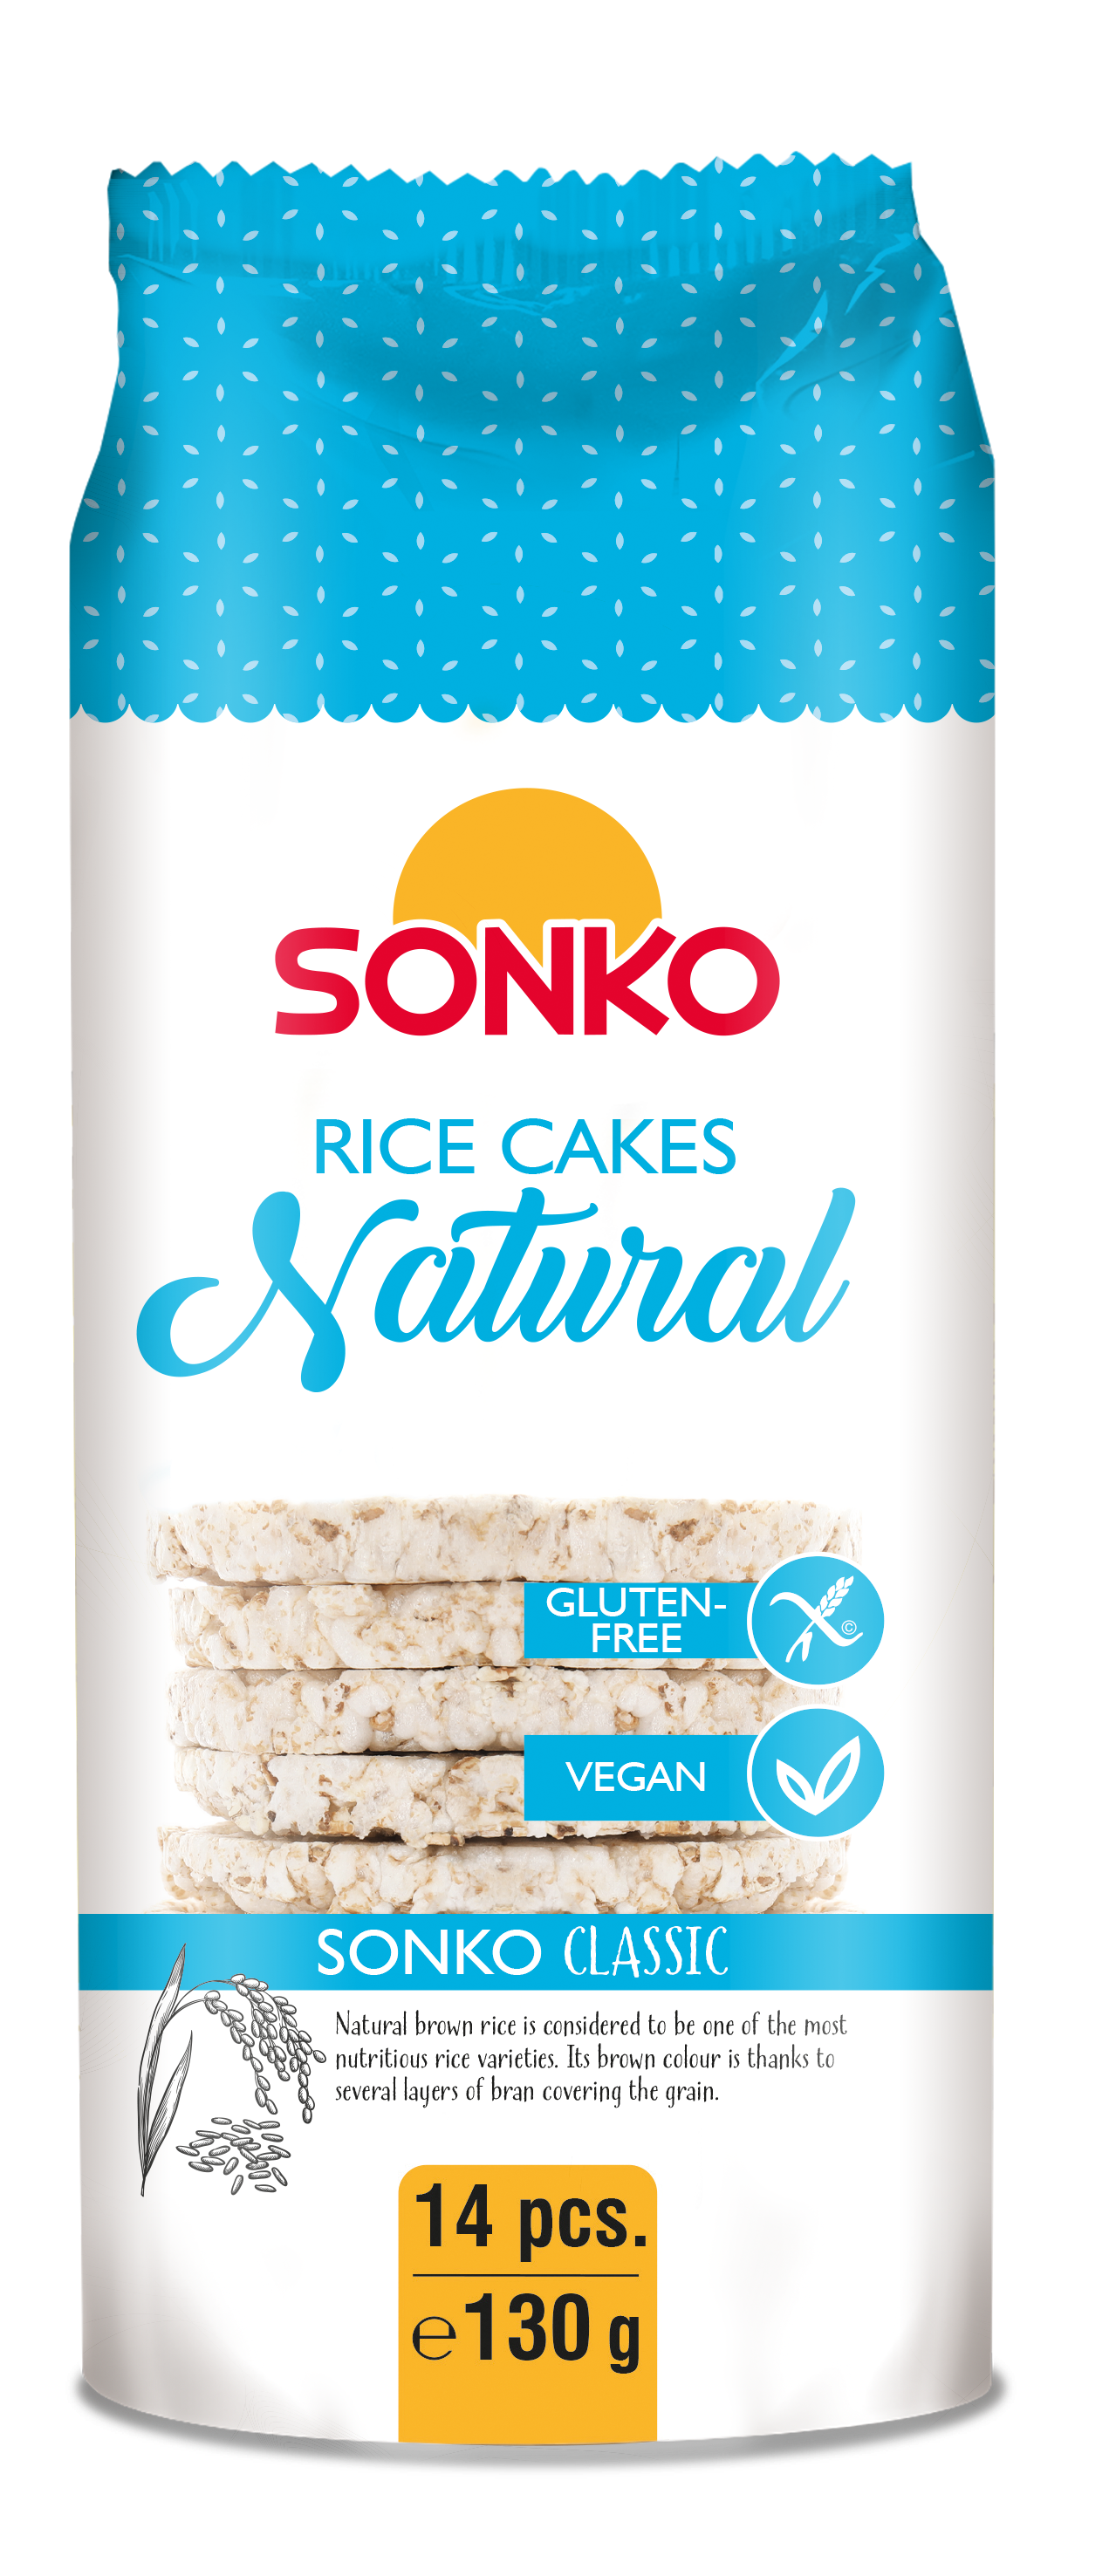 SONKO
RICE CAKES
Natural
GLUTEN-
FREE
©
VEGAN
SONKO CLASSIC
Natural brown rice is considered to be one of the most
nutritious rice varieties. Its brown colour is thanks to
several layers of bran covering the grain.
14 pcs.
℮130 g